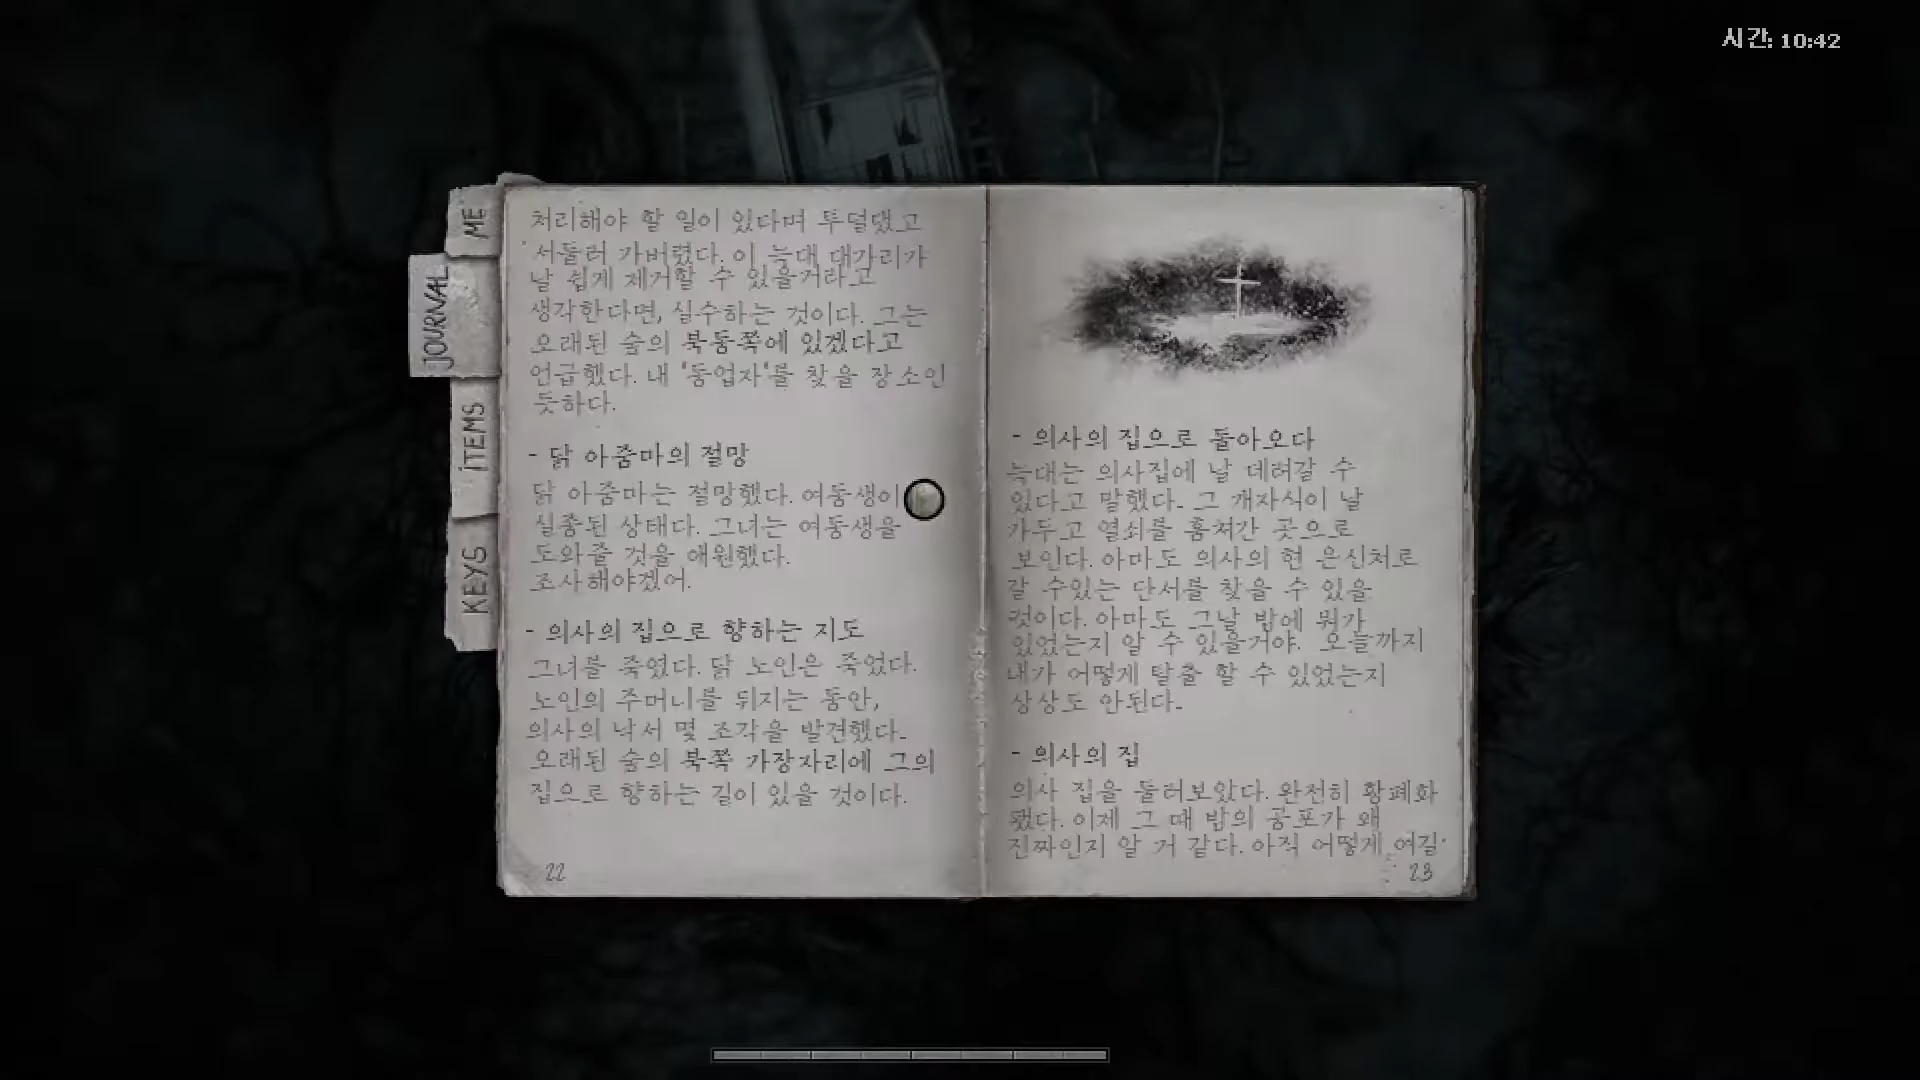 시간: 10:42
ME
JOURNAL
ITEMS
KEYS
처리해야 할 일이 있다며 투덜댔고
서둘러 가버렸다. 이 늑대 대가리가
날 쉽게 제거할 수 있을거라고
생각한다면, 실수하는 것이다. 그는
오래된 숲의 북동쪽에 있겠다고
언급했다. 내 '동업자'를 찾을 장소인
듯하다.
- 닭 아줌마의 절망
닭 아줌마는 절망했다. 여동생이
실종된 상태다. 그녀는 여동생을
도와줄 것을 애원했다.
조사해야겠어.
- 의사의 집으로 향하는 지도
그녀를 죽였다. 닭 노인은 죽었다.
노인의 주머니를 뒤지는 동안,
의사의 낙서 몇 조각을 발견했다.
오래된 숲의 북쪽 가장자리에 그의
집으로 향하는 길이 있을 것이다.
22
- 의사의 집으로 돌아오다
늑대는 의사집에 날 데려갈 수
있다고 말했다. 그 개자식이 날
가두고 열쇠를 훔쳐간 곳으로
보인다. 아마도 의사의 현 은신처로
갈 수있는 단서를 찾을 수 있을
것이다. 아마도 그날 밤에 뭐가
있었는지 알 수 있을거야. 오늘까지
내가 어떻게 탈출 할 수 있었는지
상상도 안된다.
- 의사의 집
의사 집을 둘러보았다. 완전히 황폐화
됐다. 이제 그 때 밤의 공포가 왜
진짜인지 알 거 같다. 아직 어떻게 여길
23